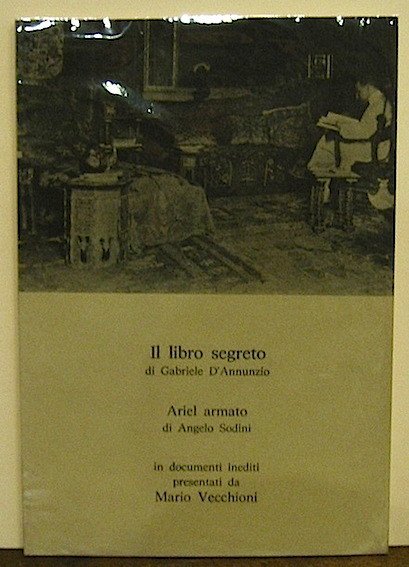 Il libro segreto
di Gabriele D'Annunzio
Ariel armato
di Angelo Sodini
in documenti inediti
presentati da
Mario Vecchioni